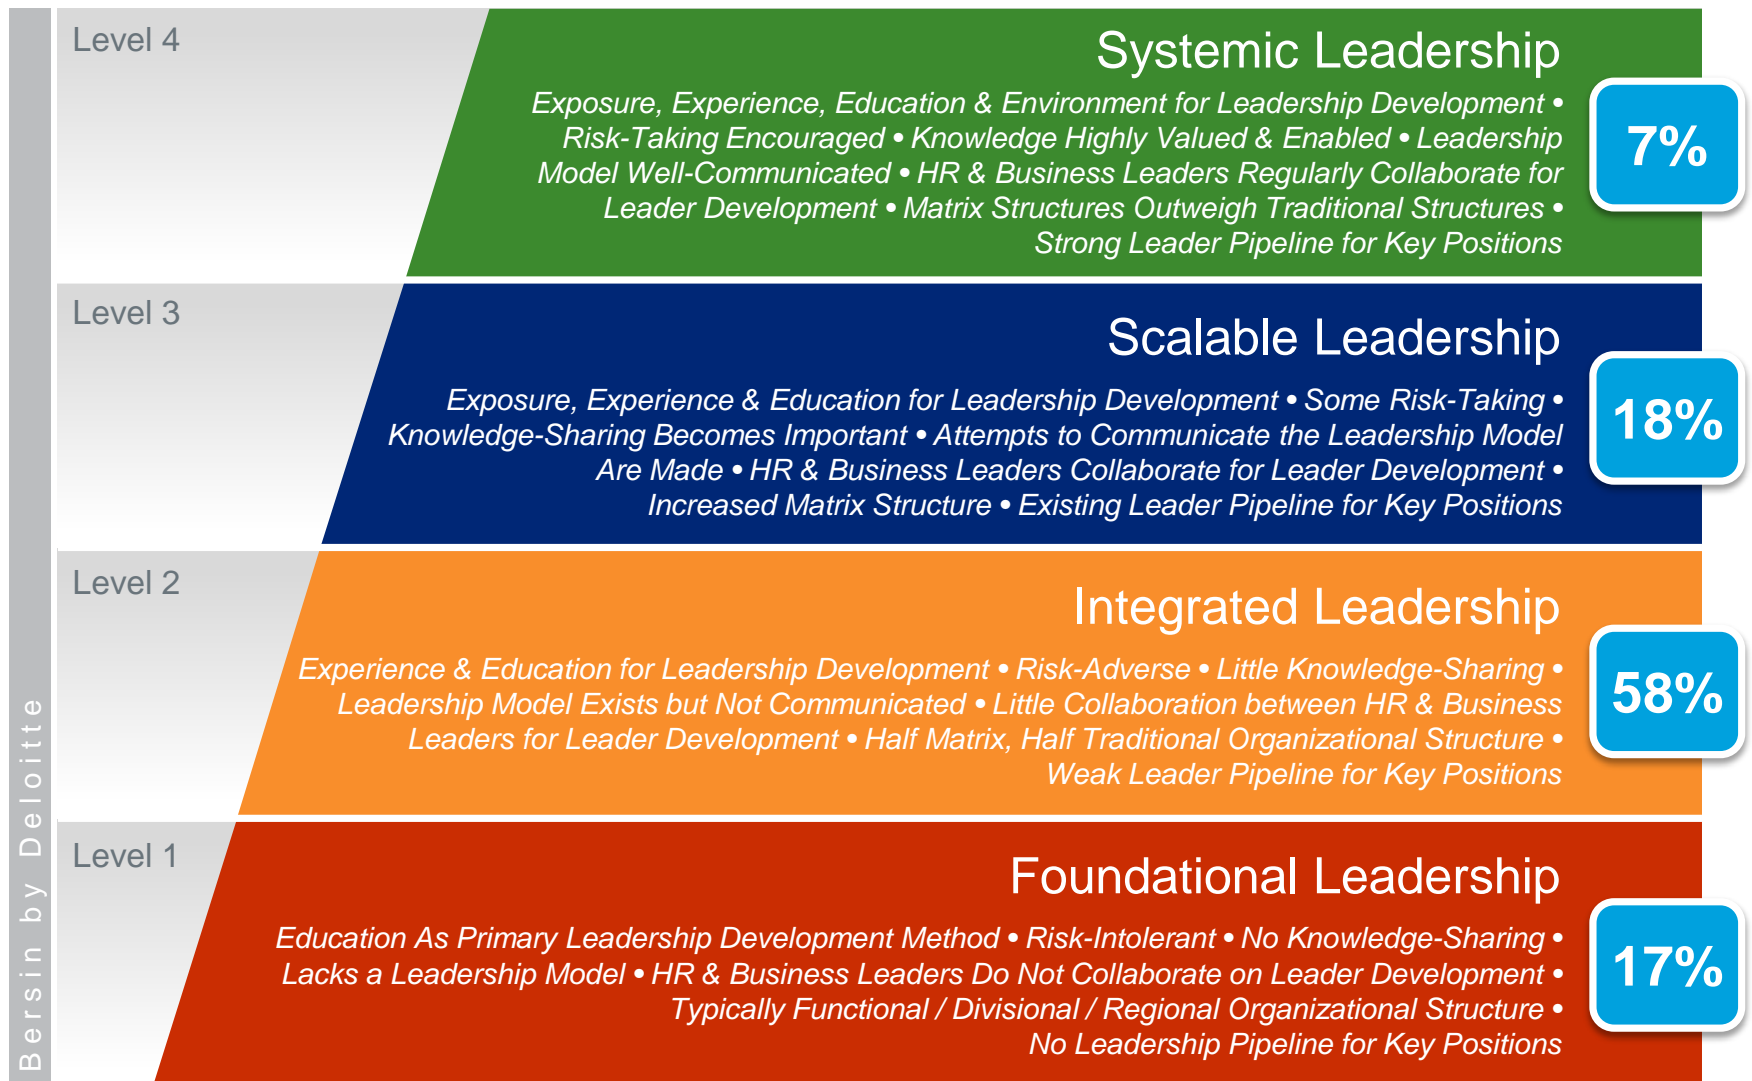 Level 4
Systemic Leadership
Exposure, Experience, Education & Environment for Leadership Development •
Risk-Taking Encouraged • Knowledge Highly Valued & Enabled • Leadership
Model Well-Communicated • HR & Business Leaders Regularly Collaborate for
Leader Development • Matrix Structures Outweigh Traditional Structures •
Strong Leader Pipeline for Key Positions
7%
Level 3
Scalable Leadership
Exposure, Experience & Education for Leadership Development • Some Risk-Taking •
Knowledge-Sharing Becomes Important • Attempts to Communicate the Leadership Model
Are Made • HR & Business Leaders Collaborate for Leader Development •
Increased Matrix Structure • Existing Leader Pipeline for Key Positions
18%
Level 2
Integrated Leadership
Experience & Education for Leadership Development • Risk-Adverse • Little Knowledge-Sharing •
Leadership Model Exists but Not Communicated • Little Collaboration between HR & Business
Leaders for Leader Development • Half Matrix, Half Traditional Organizational Structure •
Weak Leader Pipeline for Key Positions
58%
Level 1
Foundational Leadership
Education As Primary Leadership Development Method • Risk-Intolerant • No Knowledge-Sharing •
Lacks a Leadership Model • HR & Business Leaders Do Not Collaborate on Leader Development •
Typically Functional / Divisional / Regional Organizational Structure •
No Leadership Pipeline for Key Positions
17%
Bersin by Deloitte